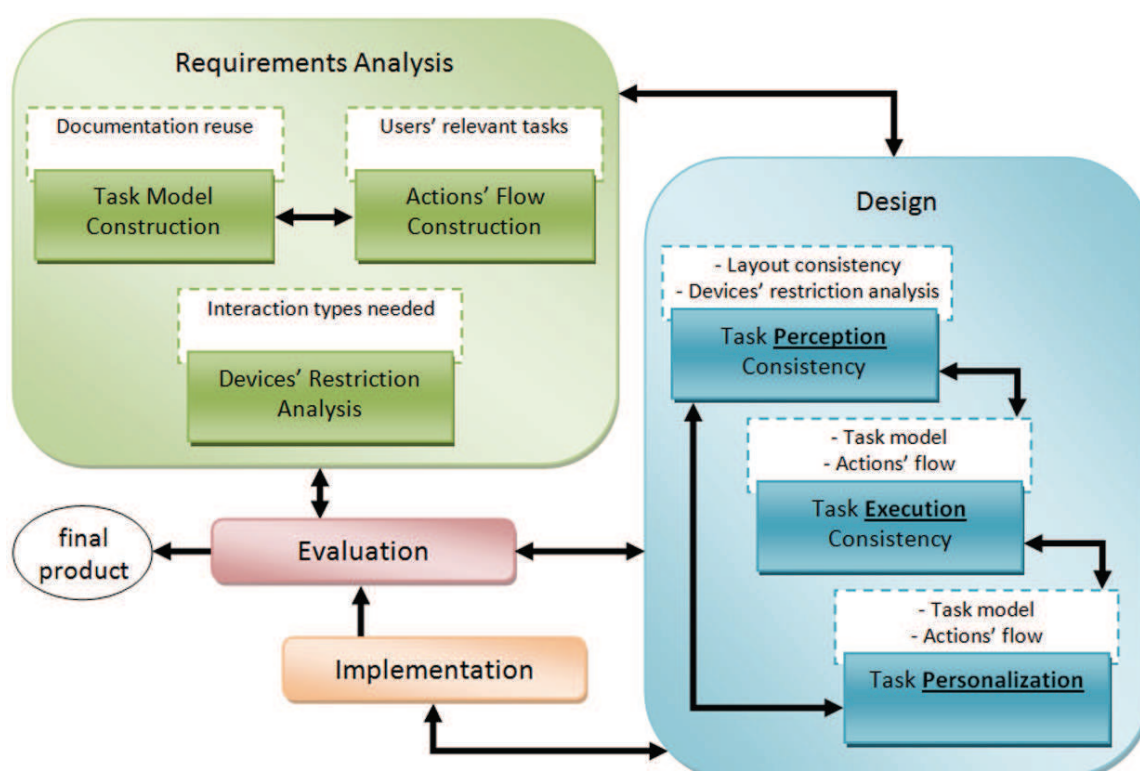 Requirements Analysis
Documentation reuse
Task Model
Construction
Users' relevant tasks
Actions' Flow
Construction
Interaction types needed
Devices' Restriction
Analysis
Design
- Layout consistency
- Devices' restriction analysis
Task Perception
Consistency
- Task model
- Actions' flow
Task Execution
Consistency
- Task model
- Actions' flow
Task Personalization
Evaluation
final
product
Implementation